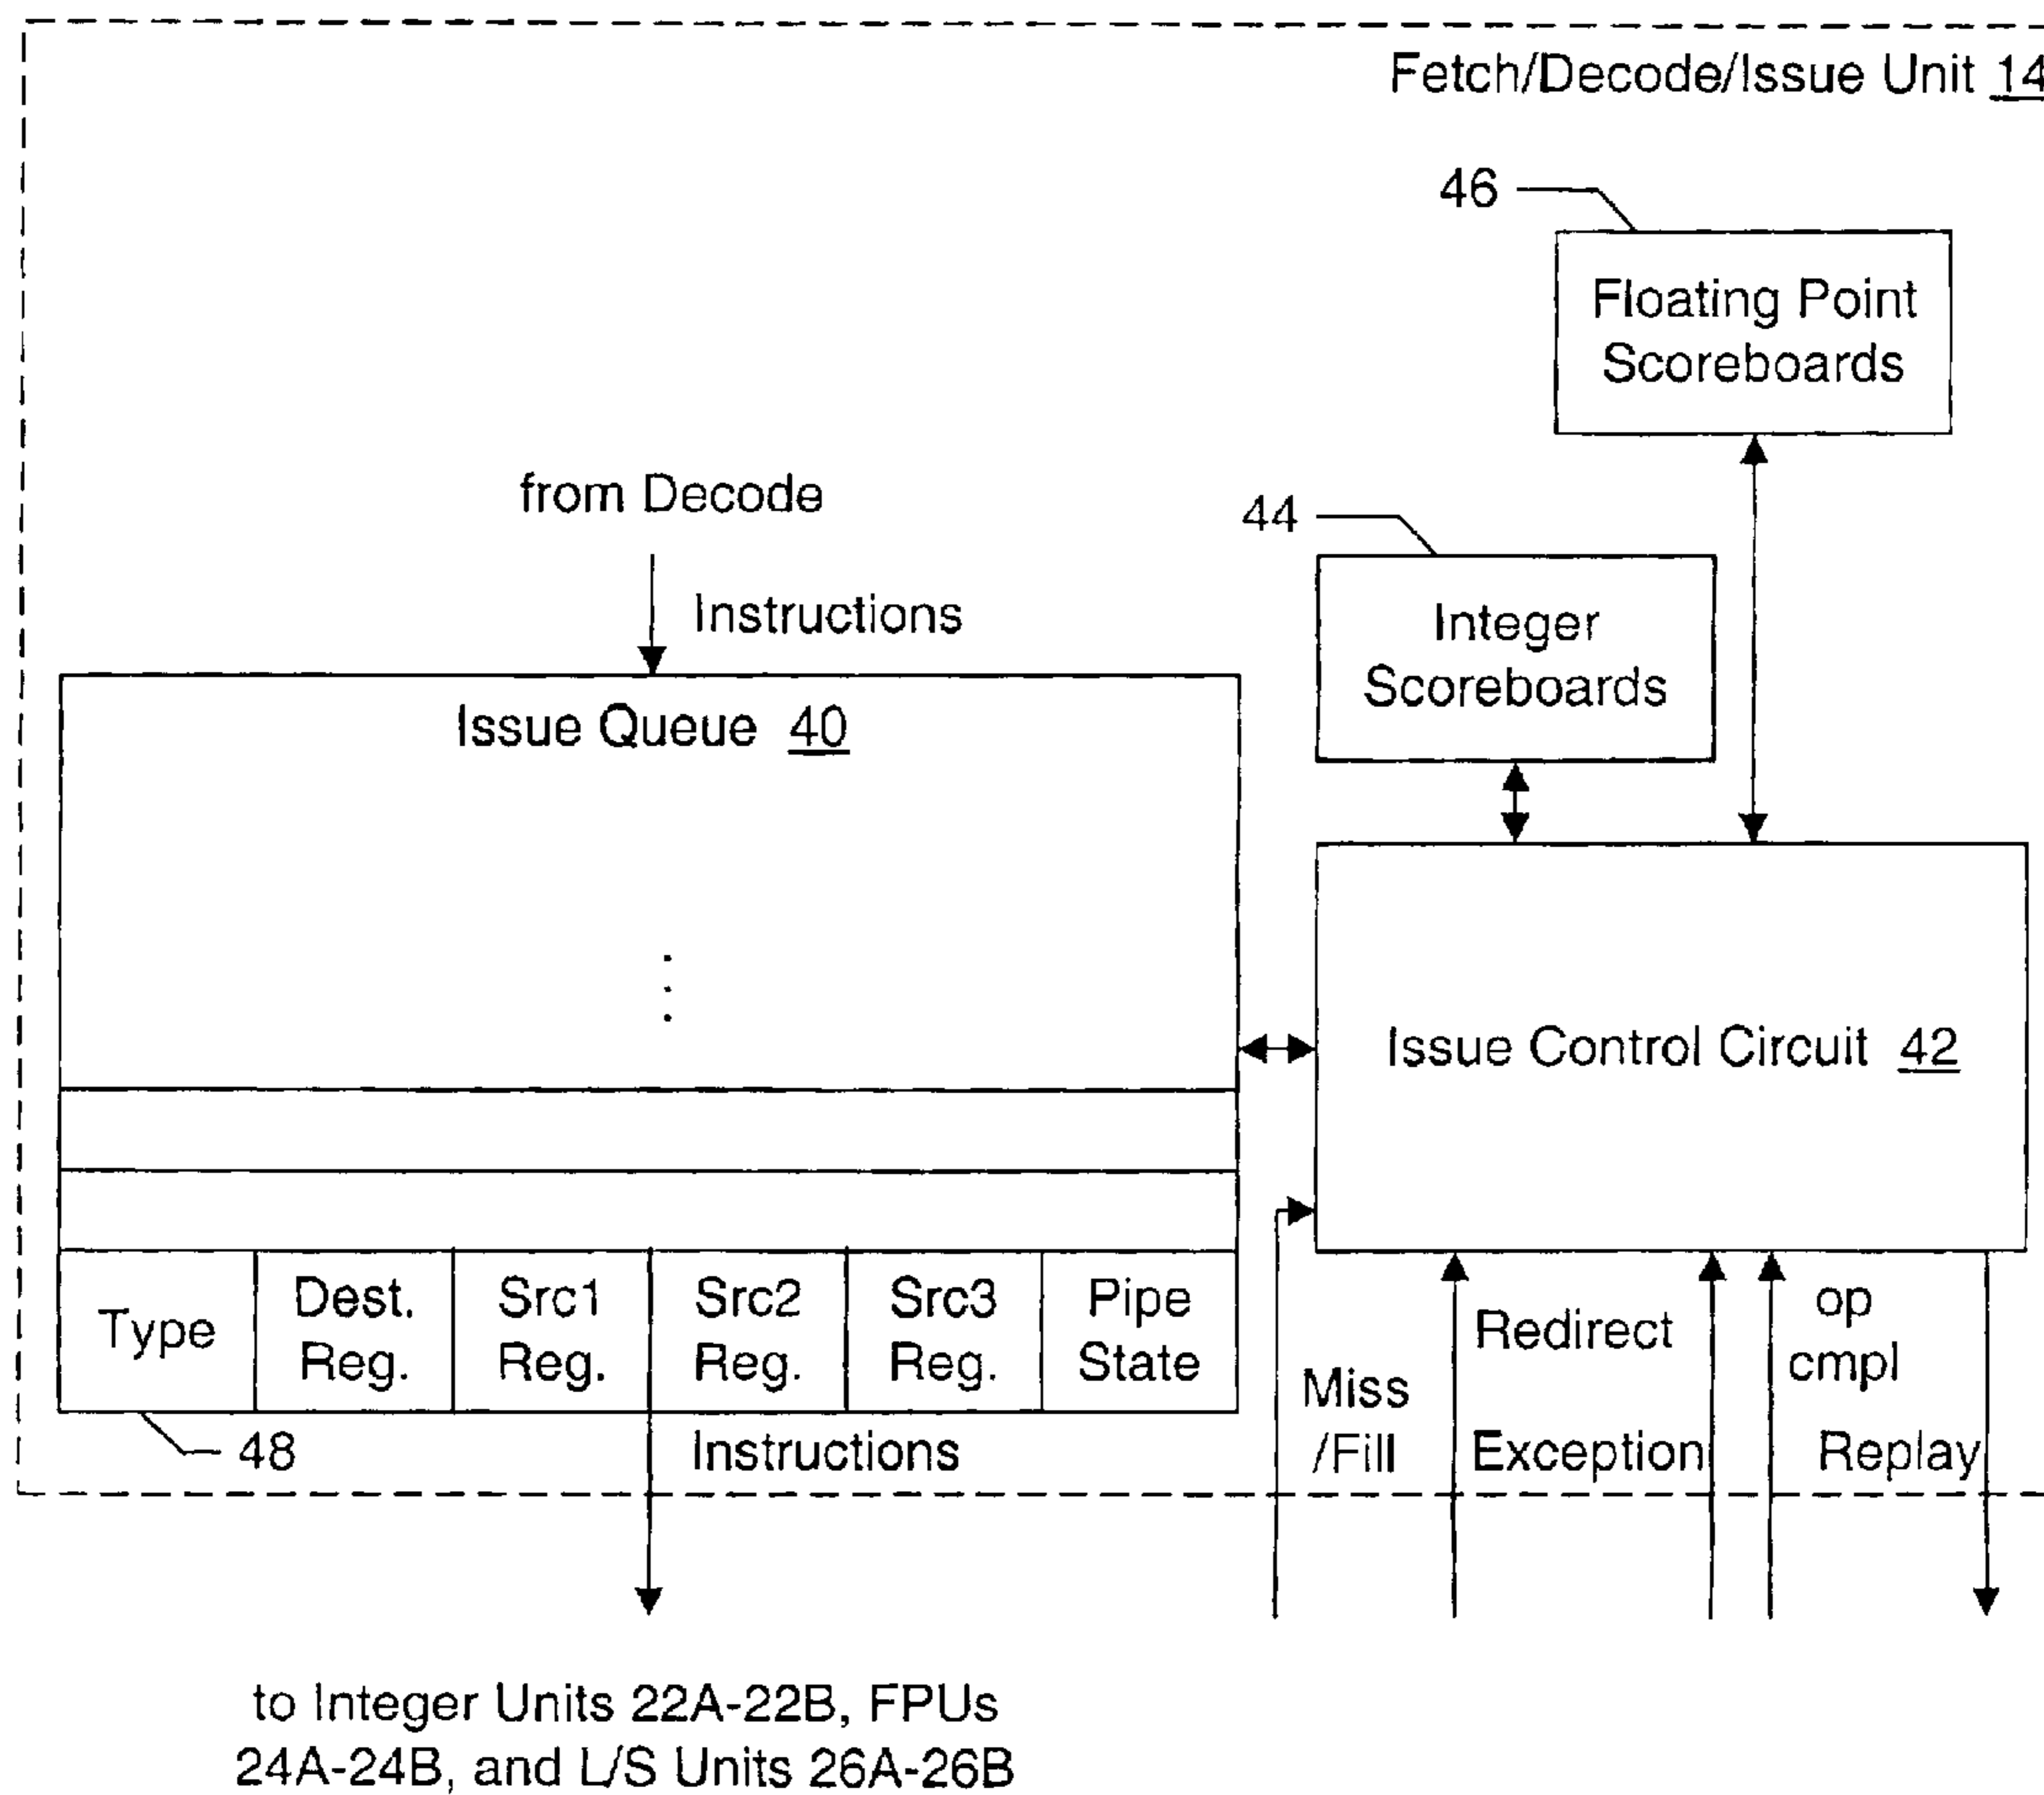 Fetch/Decode/Issue Unit 14
46
Floating Point
Scoreboards
from Decode
44
Instructions
Integer
Scoreboards
Issue Queue 40
Issue Control Circuit 42
Type
Dest.
Reg.
Src1
Reg.
Src2
Reg.
Src3
Reg.
Pipe
State
48
Instructions
Miss
/Fill
Redirect
Exception
op
cmpl
Replay
to Integer Units 22A-22B, FPUs
24A-24B, and L/S Units 26A-26B